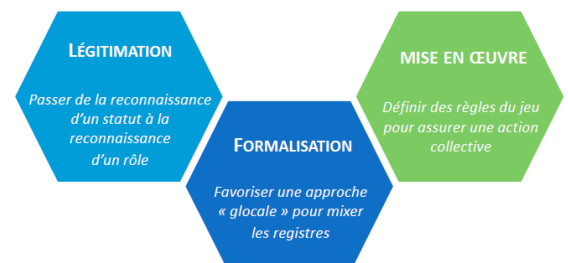 LÉGITIMATION
Passer de la reconnaissance
d'un statut à la
reconnaissance
d'un rôle
FORMALISATION
Favoriser une approche
« glocale » pour mixer
les registres
MISE EN ŒUVRE
Définir des règles du jeu
pour assurer une action
collective